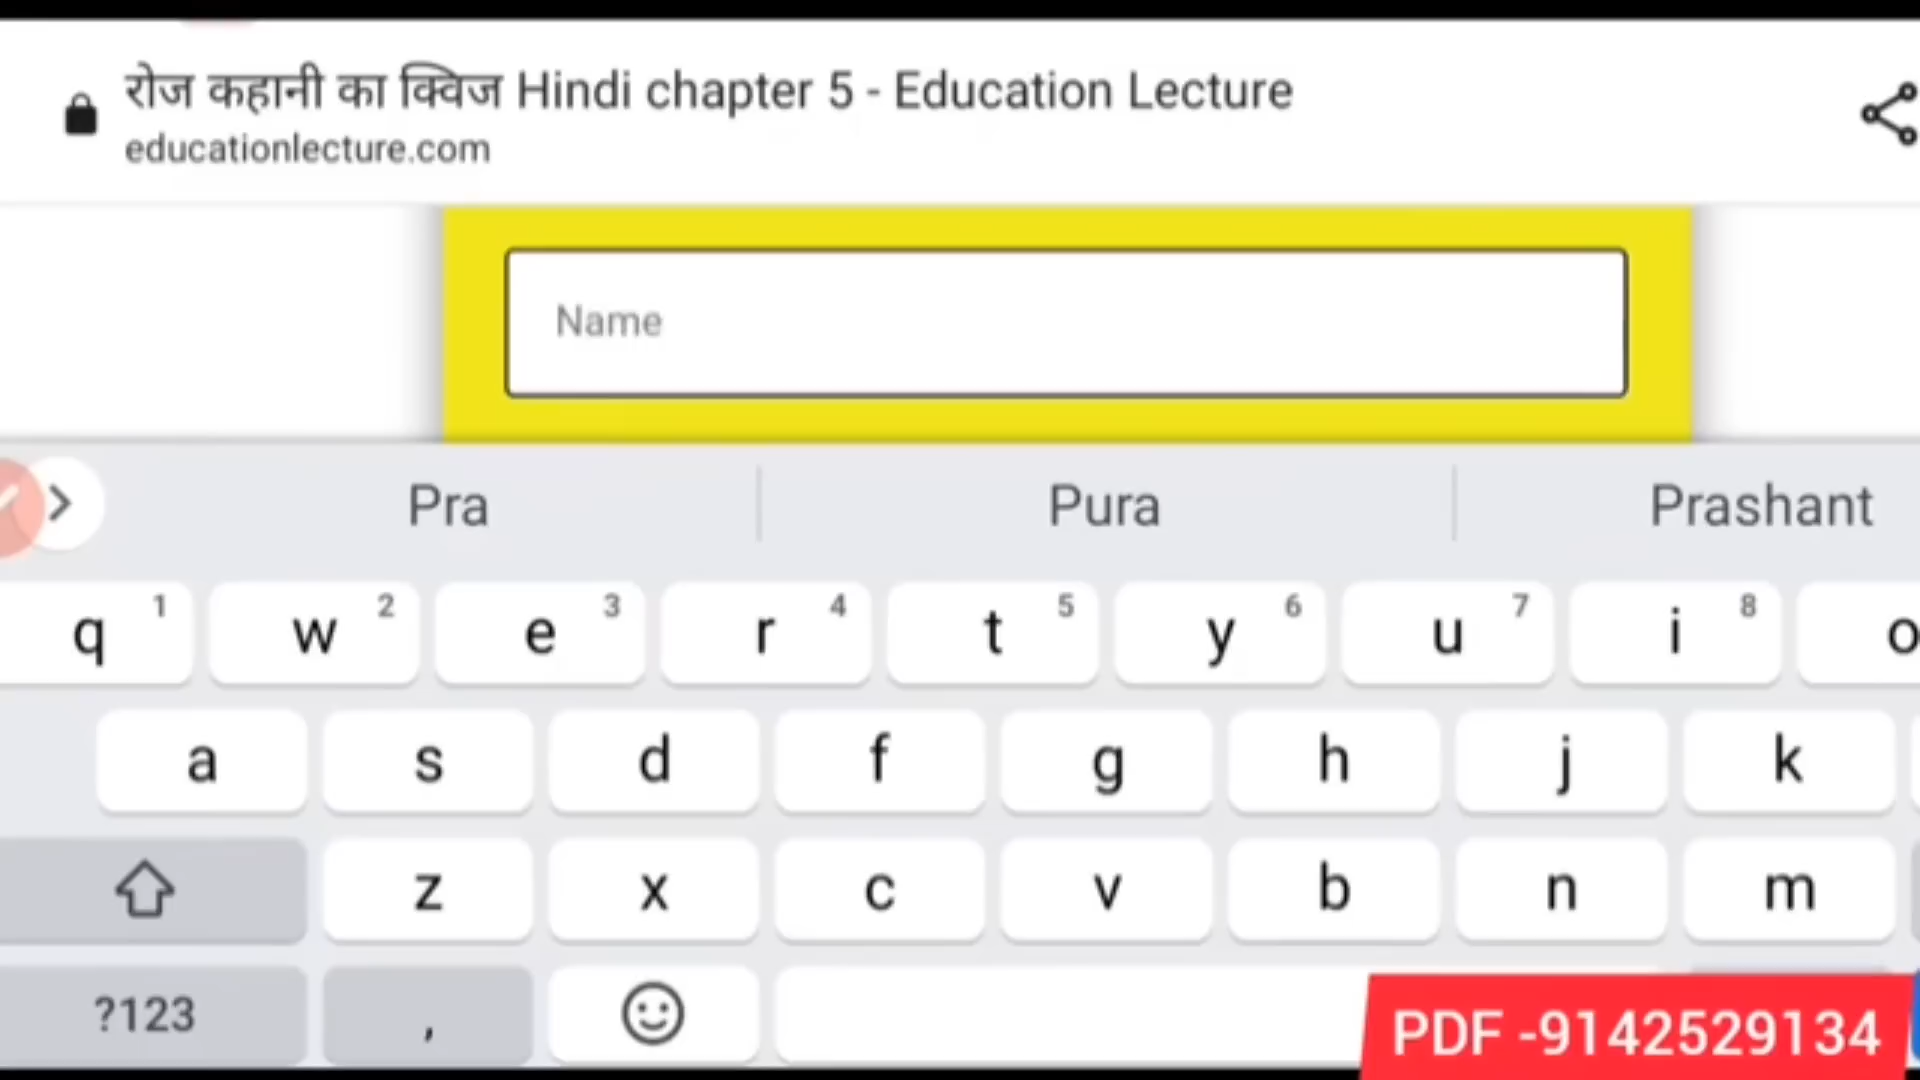 रोज कहानी का क्विज Hindi chapter 5 - Education Lecture
educationlecture.com
Name
Pra Pura Prashant
q 1 w 2 e 3 r 4 t 5 y 6 u 7 i 8 o
a s d f g h j k
z x c v b n m
?123 ,
PDF -9142529134